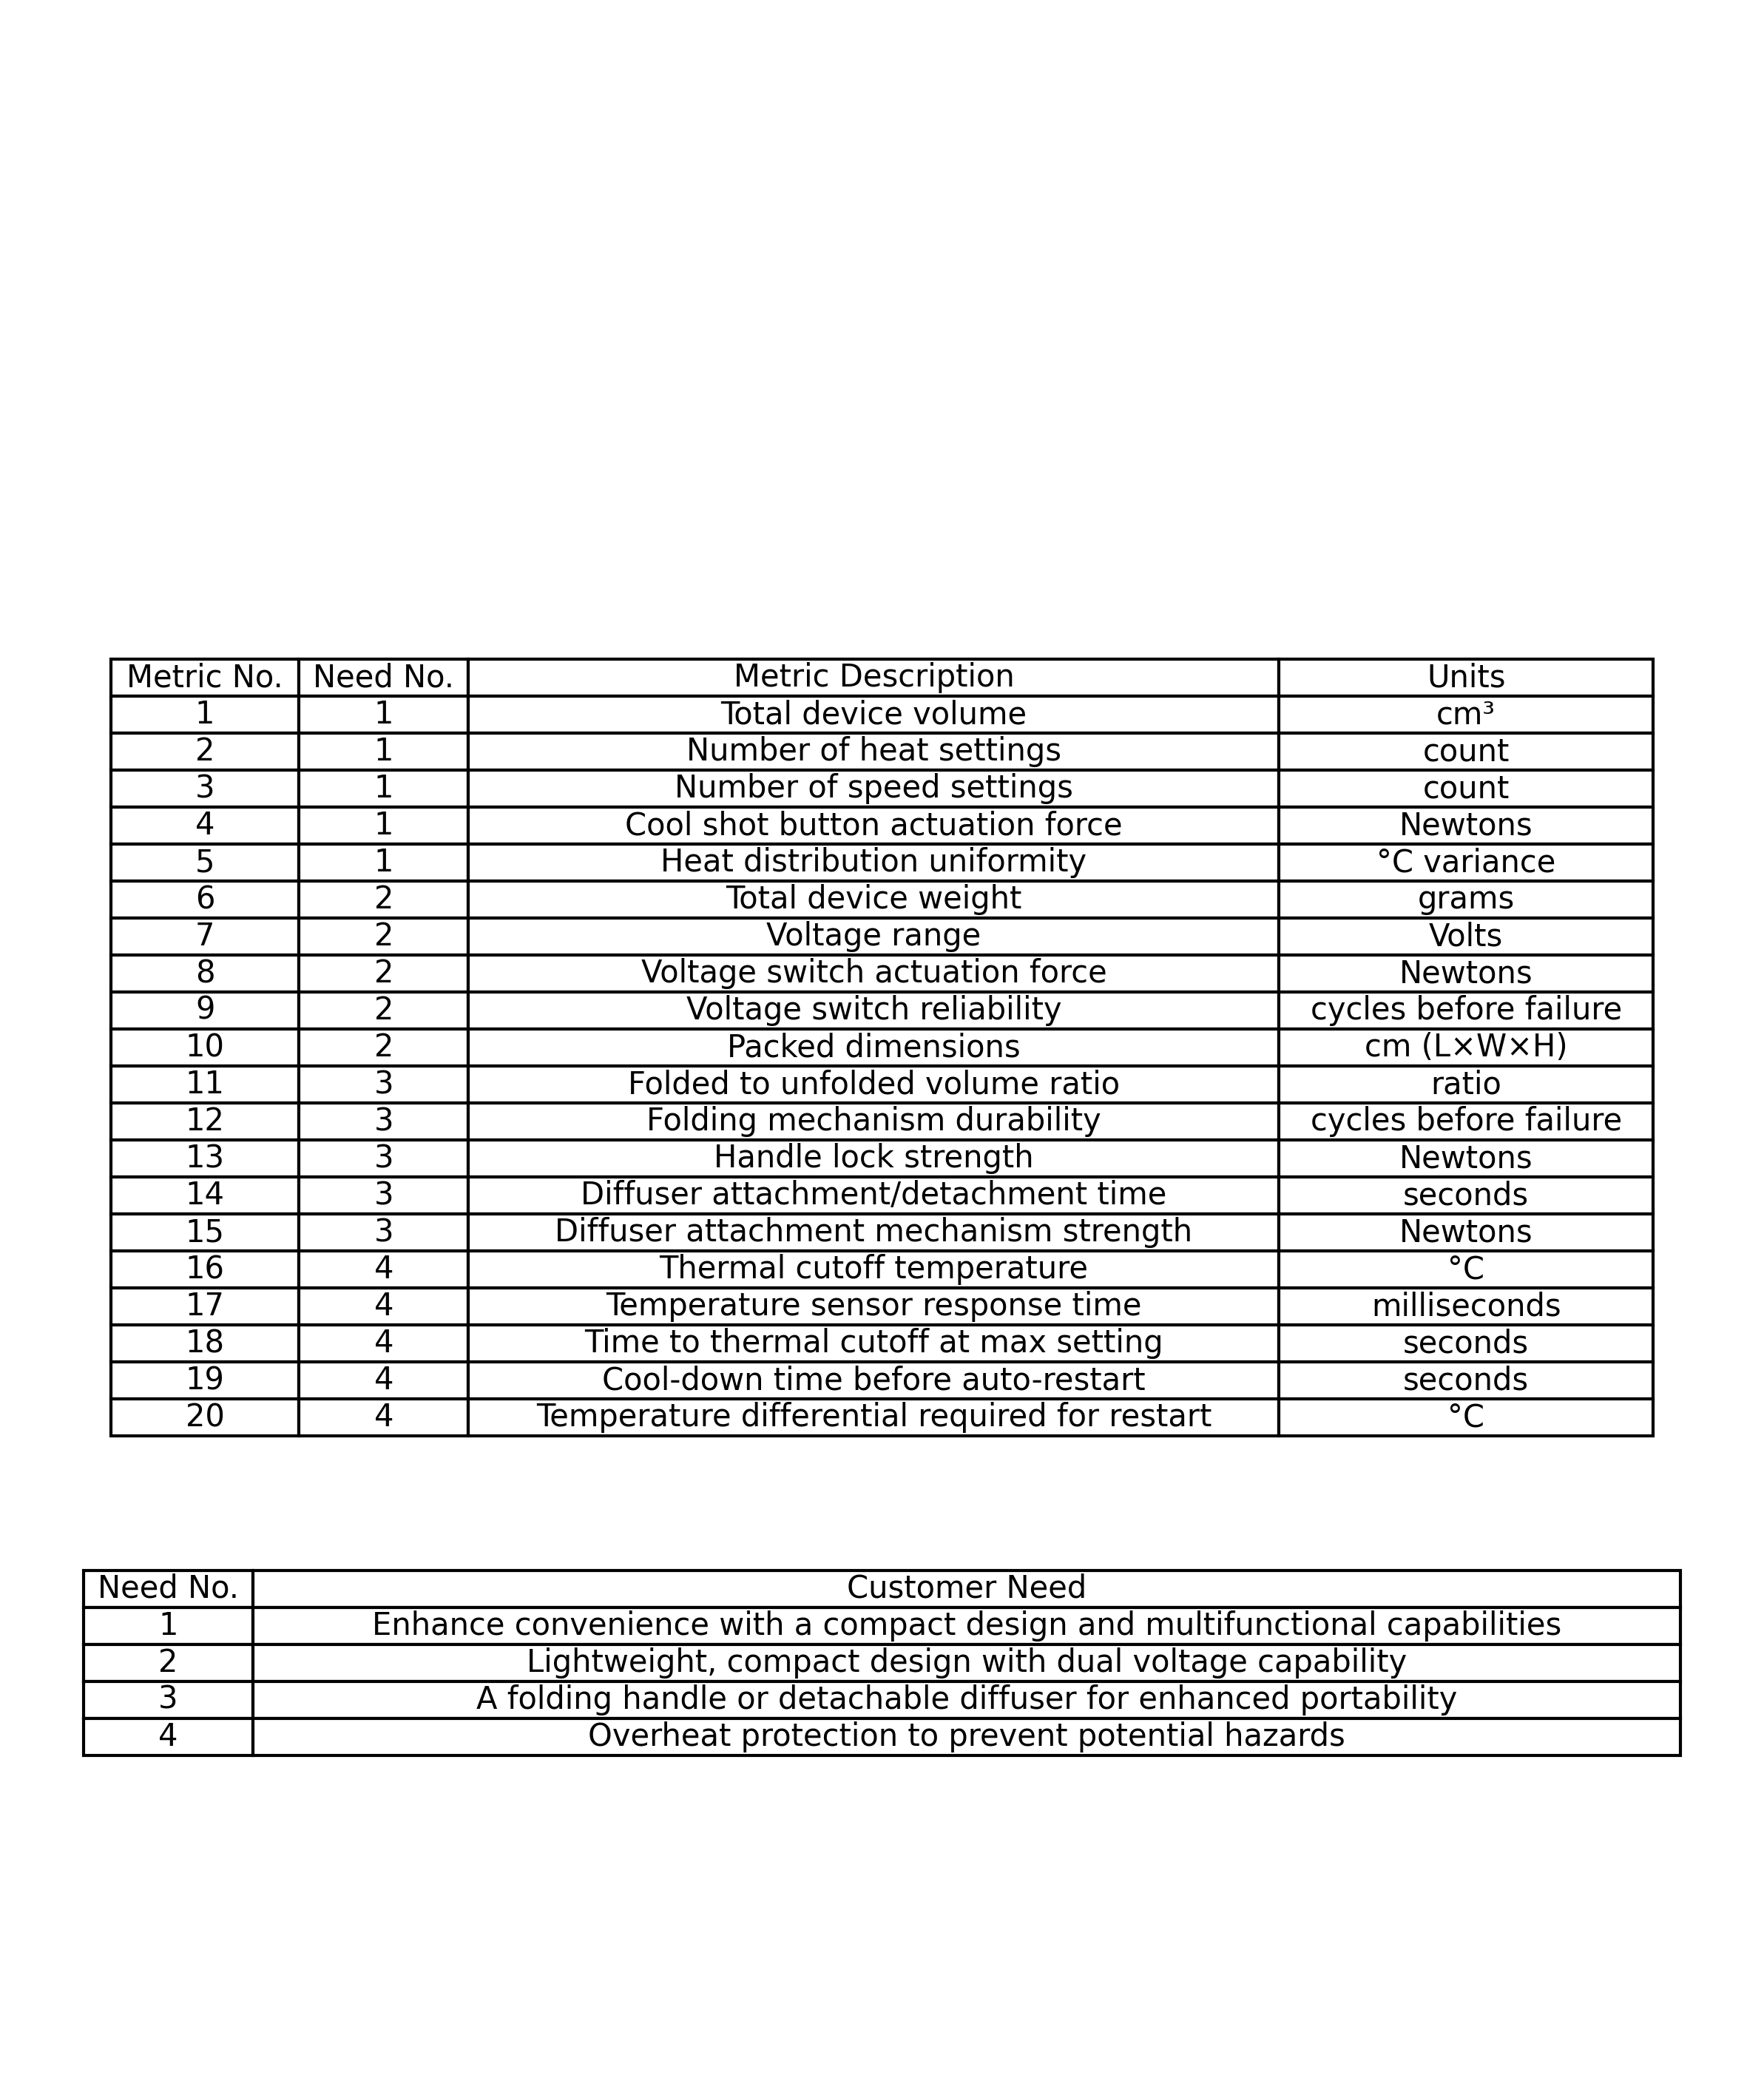 Metric No. Need No. Metric Description Units
1 1 Total device volume cm³
2 1 Number of heat settings count
3 1 Number of speed settings count
4 1 Cool shot button actuation force Newtons
5 1 Heat distribution uniformity °C variance
6 2 Total device weight grams
7 2 Voltage range Volts
8 2 Voltage switch actuation force Newtons
9 2 Voltage switch reliability cycles before failure
10 2 Packed dimensions cm (L×W×H)
11 3 Folded to unfolded volume ratio ratio
12 3 Folding mechanism durability cycles before failure
13 3 Handle lock strength Newtons
14 3 Diffuser attachment/detachment time seconds
15 3 Diffuser attachment mechanism strength Newtons
16 4 Thermal cutoff temperature °C
17 4 Temperature sensor response time milliseconds
18 4 Time to thermal cutoff at max setting seconds
19 4 Cool-down time before auto-restart seconds
20 4 Temperature differential required for restart °C
Need No. Customer Need
1 Enhance convenience with a compact design and multifunctional capabilities
2 Lightweight, compact design with dual voltage capability
3 A folding handle or detachable diffuser for enhanced portability
4 Overheat protection to prevent potential hazards